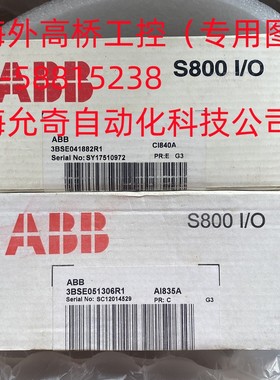 海外高桥工控（专用图
158215238
海允奇自动化科技公司
ABB
S800 I/O
ABB
3BSE041882R1
CI840A
Serial No: SY17510972
PR:E G3
ABB
S800 I/O
ABB
3BSE051306R1
AI835A
Serial No: SC12014529
PR: C
G3